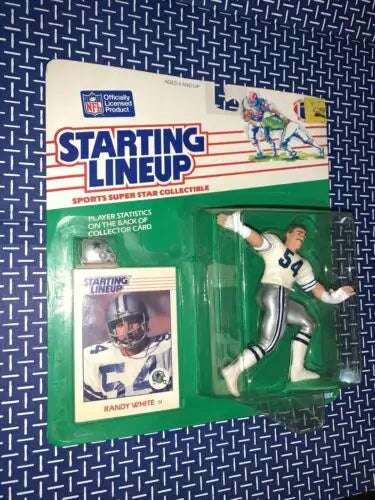 AGES 4 AND UP
NFL
Officially
Licensed
Product
STARTING
LINEUP
SPORTS SUPER STAR COLLECTIBLE
PLAYER STATISTICS
ON THE BACK OF
COLLECTOR CARD
54
STARTING
LINEUP
54
RANDY WHITE